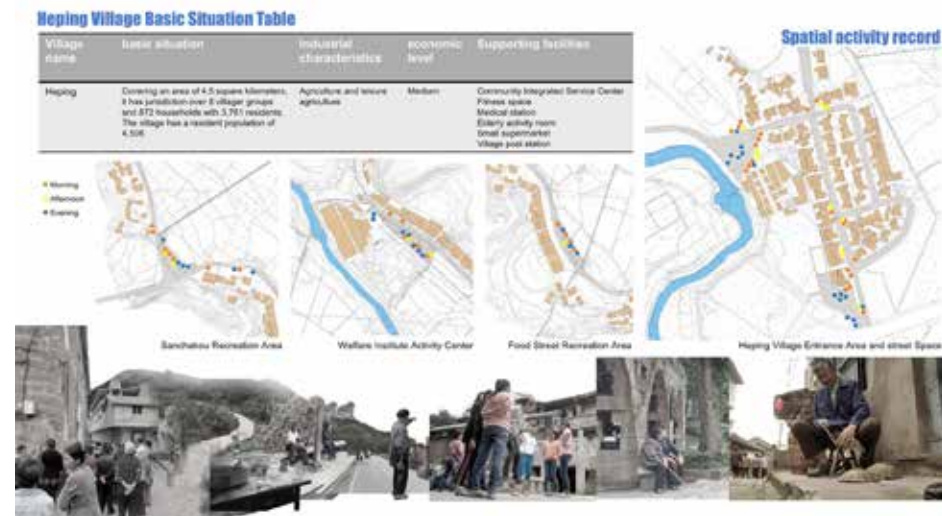 Heping Village Basic Situation Table
Village name
basic situation
Industrial characteristics
economic level
Supporting facilities
Heping
Covering an area of 4.5 square kilometers,
it has jurisdiction over 8 villager groups
and 872 households with 3,761 residents.
The village has a resident population of
Agriculture and leisure
agriculture
Medium
Community Integrated Service Center
Fitness space
Medical station
Elderly activity room
Small supermarket
Village post station
Spatial activity record
Morning
Afternoon
Evening
Sanchakou Recreation Area
Welfare Institute Activity Center
Food Street Recreation Area
Heping Village Entrance Area and street Space